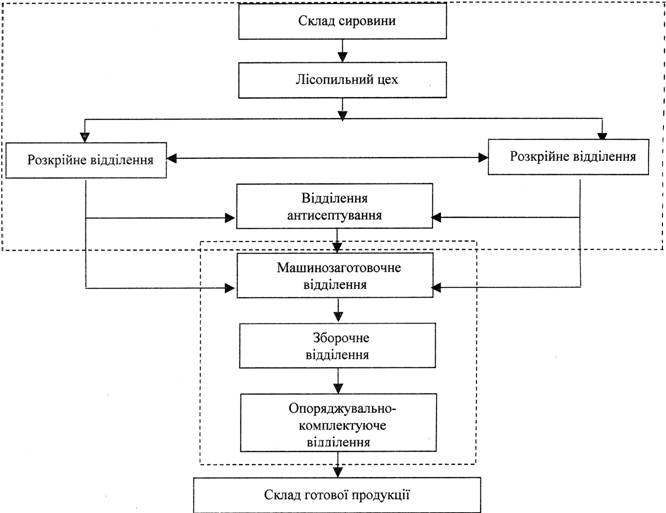 Склад сировини
Лісопильний цех
Розкрійне відділення
Розкрійне відділення
Відділення
антисептування
Машинозаготовочне
відділення
Зборочне
відділення
Опоряджувально-
комплектуюче
відділення
Склад готової продукції